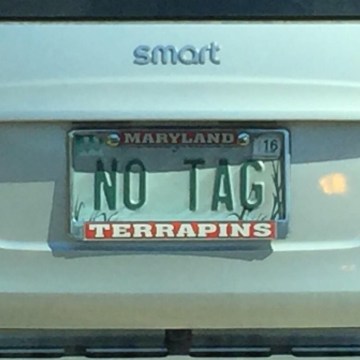 smart
MARYLAND
16
NO TAG
TERRAPINS